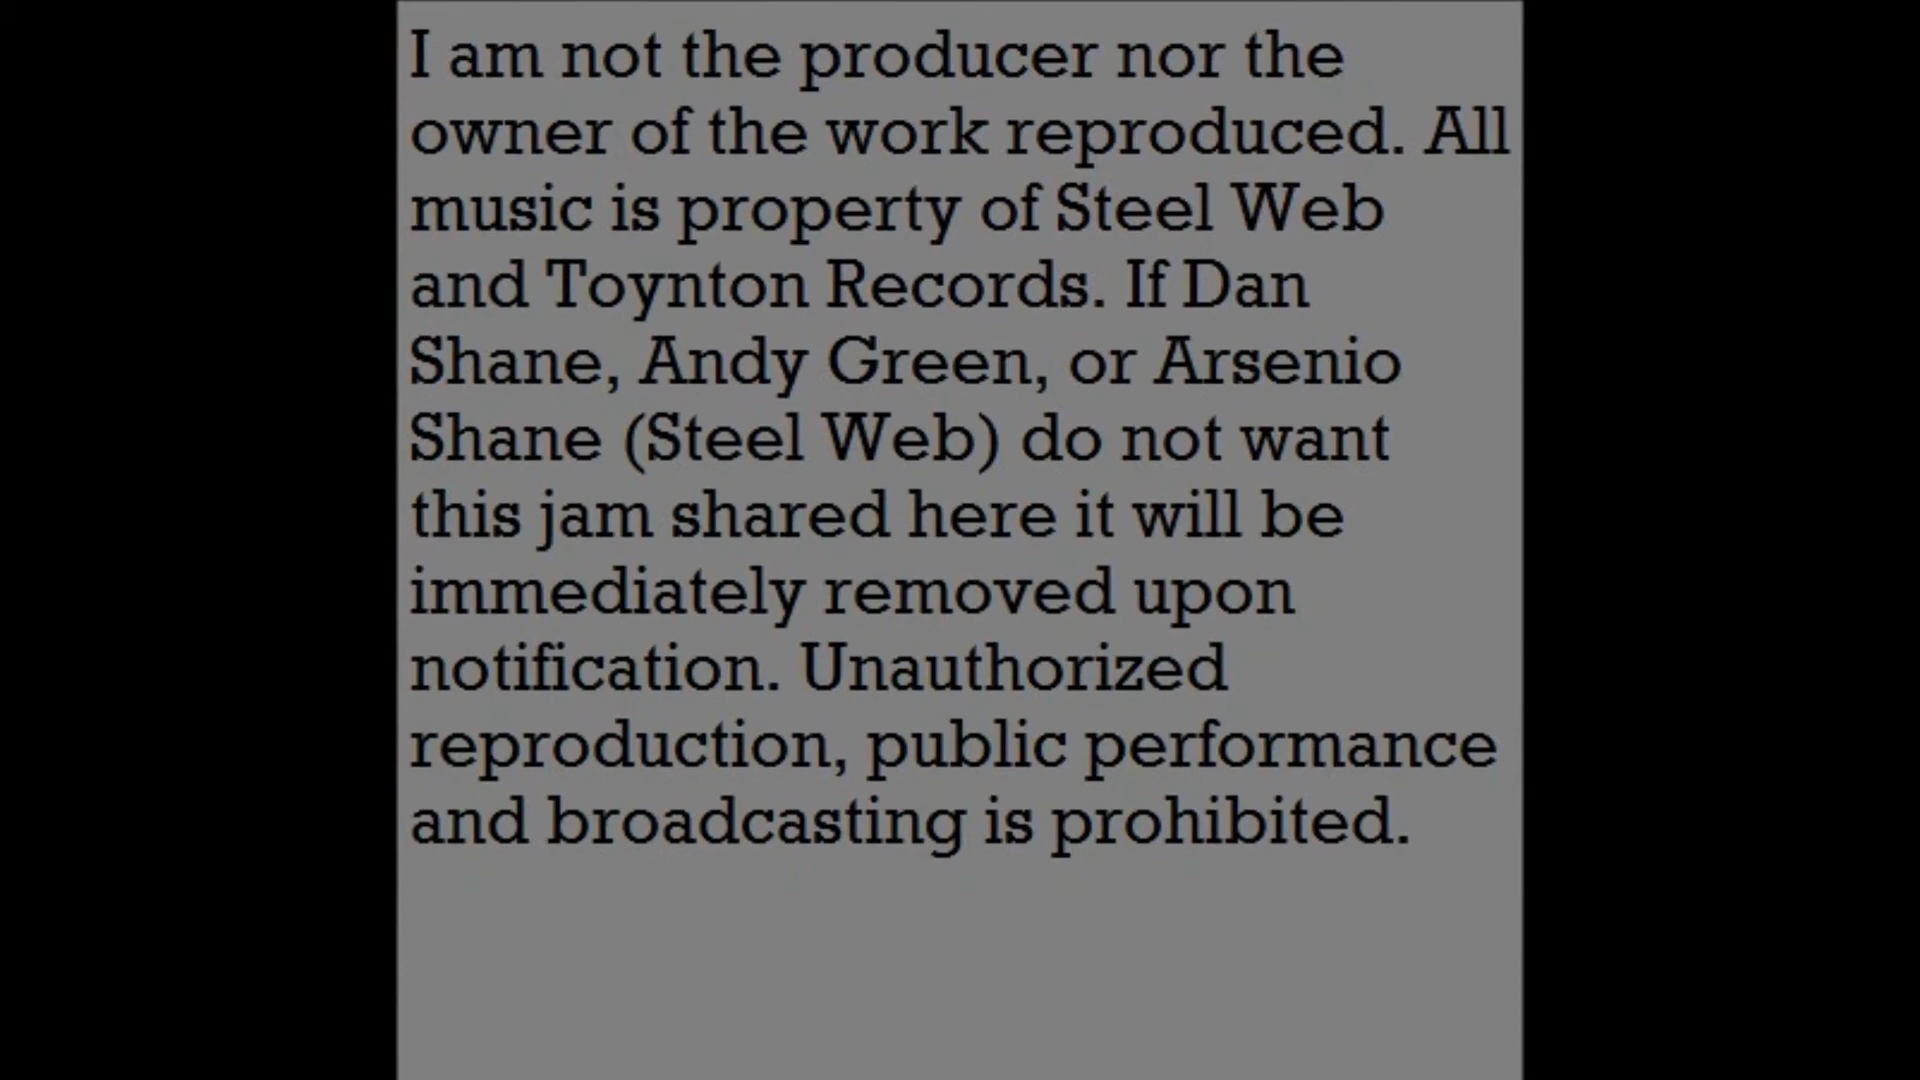 I am not the producer nor the
owner of the work reproduced. All
music is property of Steel Web
and Toynton Records. If Dan
Shane, Andy Green, or Arsenio
Shane (Steel Web) do not want
this jam shared here it will be
immediately removed upon
notification. Unauthorized
reproduction, public performance
and broadcasting is prohibited.